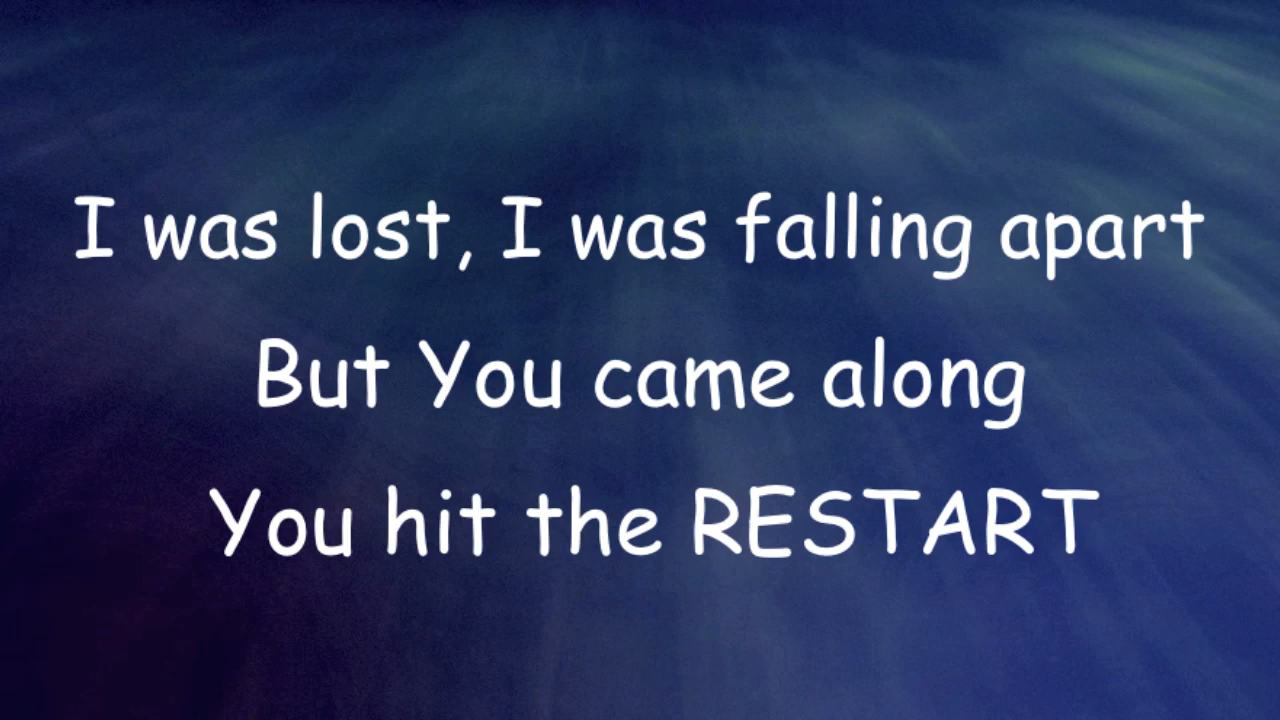 I was lost, I was falling apart
But You came along
You hit the RESTART